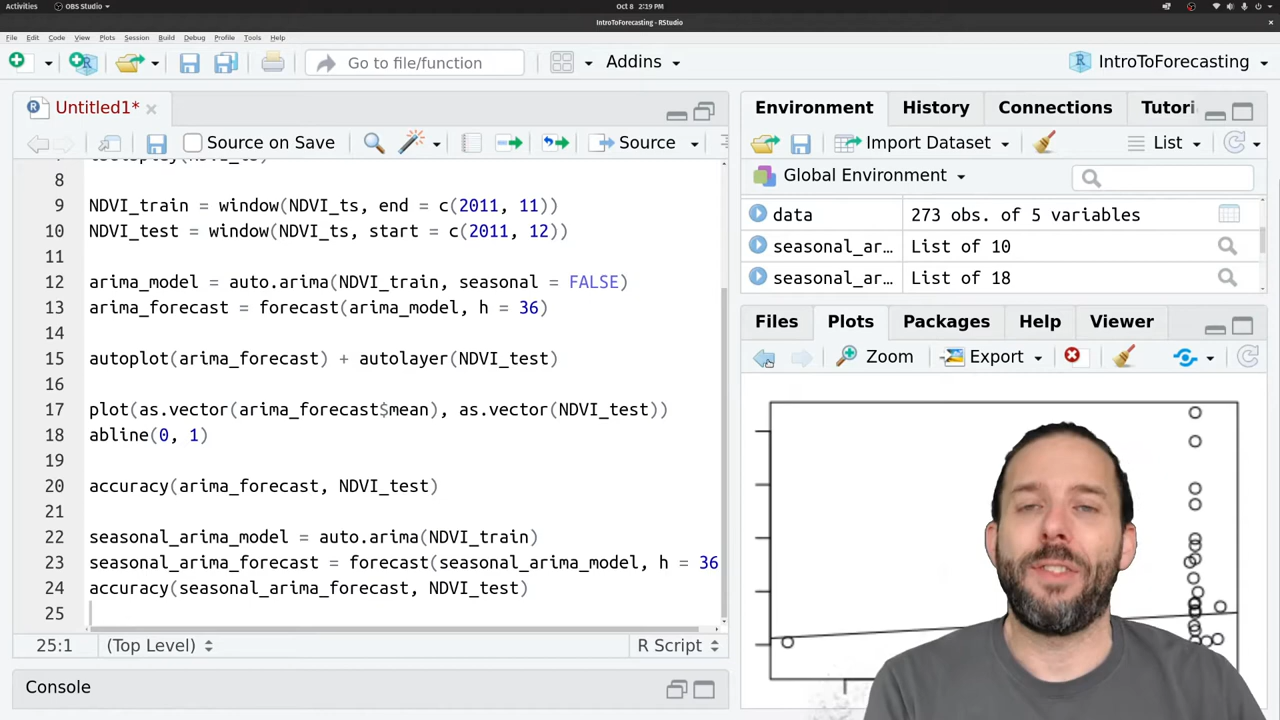 Activities
OBS Studio
Oct 8 2:19 PM
IntroToForecasting - RStudio
File Edit Code View Plots Session Build Debug Profile Tools Help
Go to file/function
Addins
IntroToForecasting
Untitled1*
Source on Save
Source
8
9 NDVI_train = window(NDVI_ts, end = c(2011, 11))
10 NDVI_test = window(NDVI_ts, start = c(2011, 12))
11
12 arima_model = auto.arima(NDVI_train, seasonal = FALSE)
13 arima_forecast = forecast(arima_model, h = 36)
14
15 autoplot(arima_forecast) + autolayer(NDVI_test)
16
17 plot(as.vector(arima_forecast$mean), as.vector(NDVI_test))
18 abline(0, 1)
19
20 accuracy(arima_forecast, NDVI_test)
21
22 seasonal_arima_model = auto.arima(NDVI_train)
23 seasonal_arima_forecast = forecast(seasonal_arima_model, h = 36
24 accuracy(seasonal_arima_forecast, NDVI_test)
25
25:1 (Top Level) R Script
Console
Environment History Connections Tutori
Import Dataset List
Global Environment
data 273 obs. of 5 variables
seasonal_ar… List of 10
seasonal_ar… List of 18
Files Plots Packages Help Viewer
Zoom Export